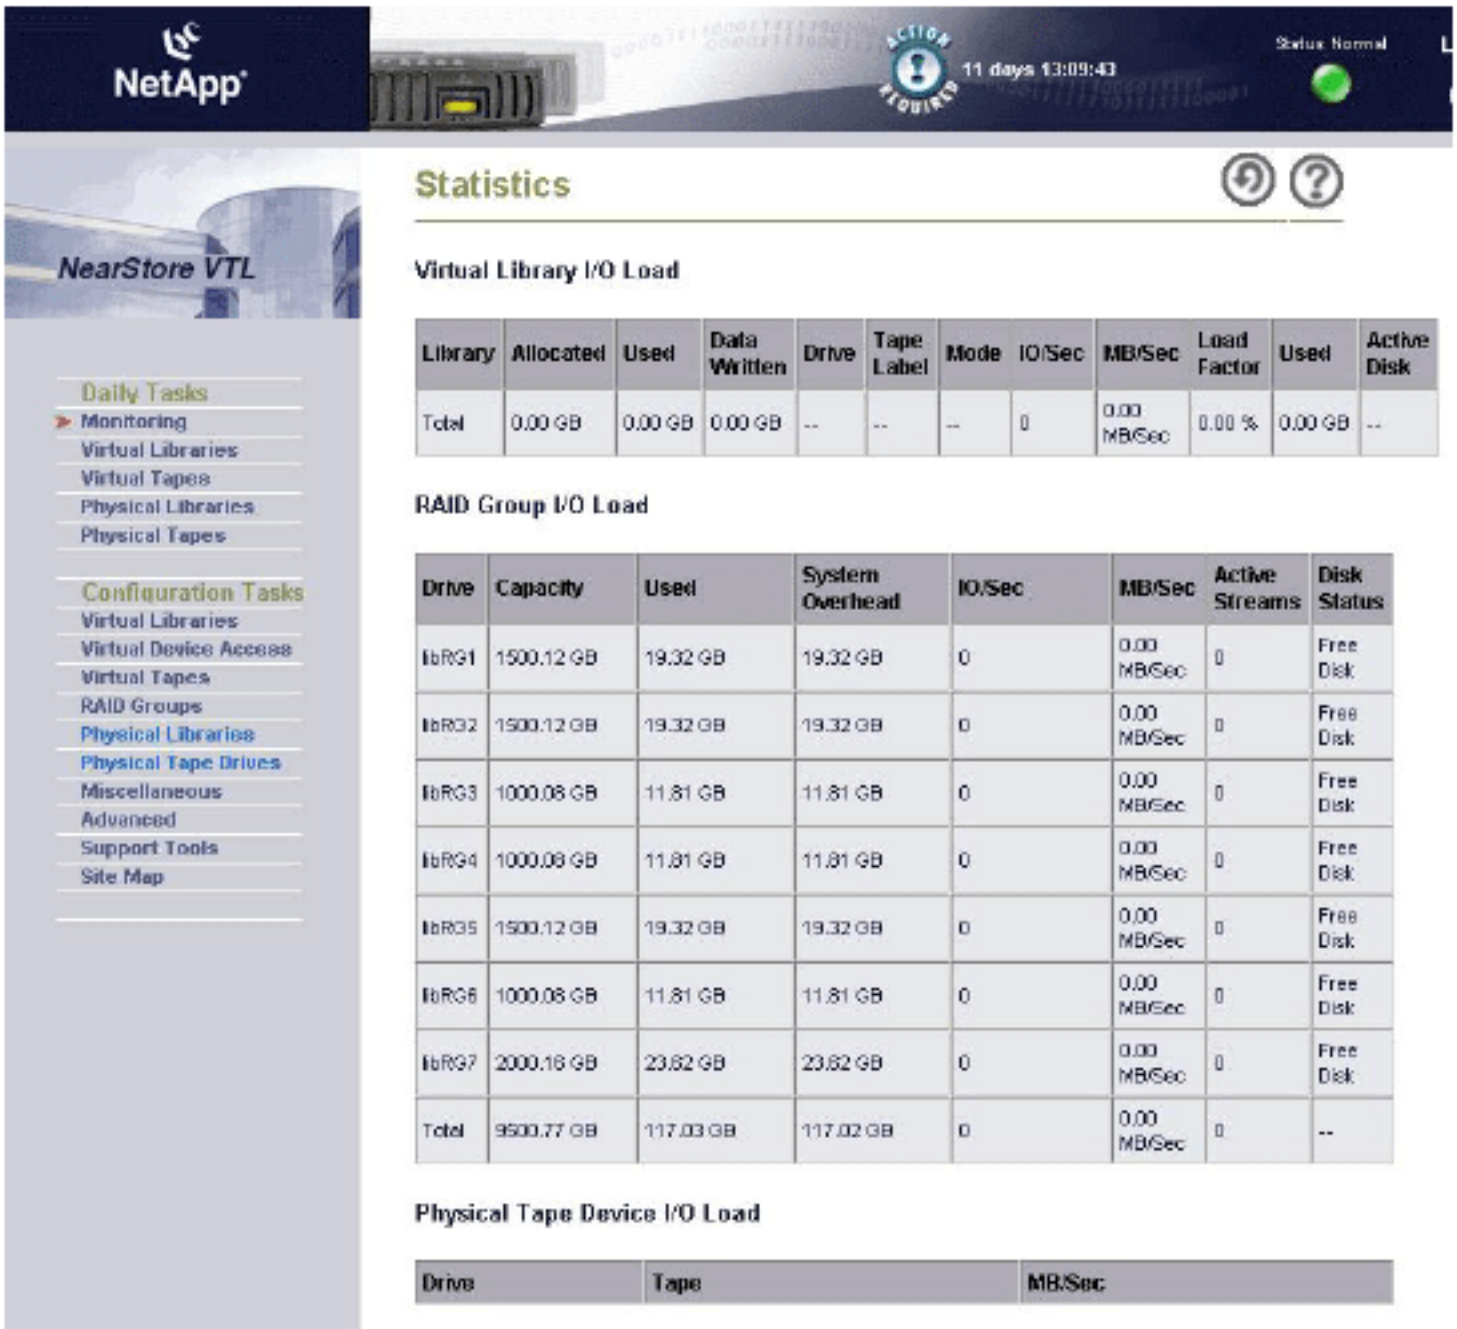 NetApp
ACTION REQUIRED
11 days 13:09:43
Status: Normal
NearStore VTL
Daily Tasks
Monitoring
Virtual Libraries
Virtual Tapes
Physical Libraries
Physical Tapes
Configuration Tasks
Virtual Libraries
Virtual Device Access
Virtual Tapes
RAID Groups
Physical Libraries
Physical Tape Drives
Miscellaneous
Advanced
Support Tools
Site Map
Statistics
Virtual Library I/O Load
Library Allocated Used Data Written Drive Tape Label Mode IO/Sec MB/Sec Load Factor Used Active Disk
Total 0.00 GB 0.00 GB 0.00 GB -- -- -- 0 0.00 MB/Sec 0.00 % 0.00 GB --
RAID Group I/O Load
Drive Capacity Used System Overhead IO/Sec MB/Sec Active Streams Disk Status
libRG1 1500.12 GB 19.32 GB 19.32 GB 0 0.00 MB/Sec 0 Free Disk
libRG2 1500.12 GB 19.32 GB 19.32 GB 0 0.00 MB/Sec 0 Free Disk
libRG3 1000.08 GB 11.81 GB 11.81 GB 0 0.00 MB/Sec 0 Free Disk
libRG4 1000.08 GB 11.81 GB 11.81 GB 0 0.00 MB/Sec 0 Free Disk
libRG5 1500.12 GB 19.32 GB 19.32 GB 0 0.00 MB/Sec 0 Free Disk
libRG6 1000.08 GB 11.81 GB 11.81 GB 0 0.00 MB/Sec 0 Free Disk
libRG7 2000.16 GB 23.62 GB 23.62 GB 0 0.00 MB/Sec 0 Free Disk
Total 9500.77 GB 117.03 GB 117.02 GB 0 0.00 MB/Sec 0 --
Physical Tape Device I/O Load
Drive Tape MB/Sec